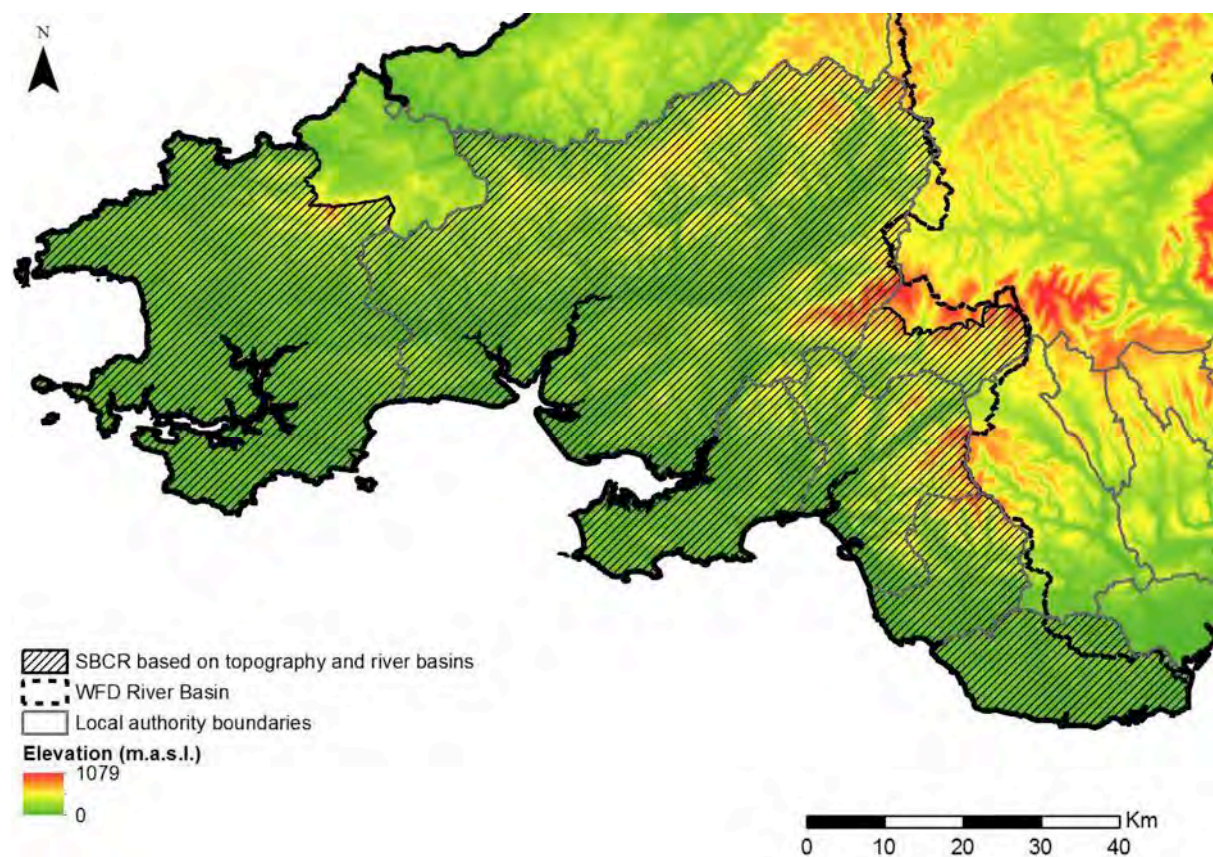 N
SBCR based on topography and river basins
WFD River Basin
Local authority boundaries
Elevation (m.a.s.l.)
1079
0
Km
0 10 20 30 40